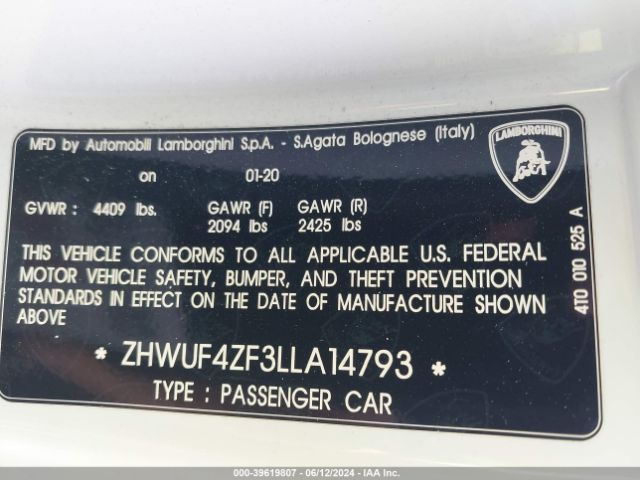 MFD by Automobili Lamborghini S.p.A. - S.Agata Bolognese (Italy)
on 01-20
GVWR : 4409 lbs. GAWR (F) GAWR (R)
2094 lbs 2425 lbs
THIS VEHICLE CONFORMS TO ALL APPLICABLE U.S. FEDERAL
MOTOR VEHICLE SAFETY, BUMPER, AND THEFT PREVENTION
STANDARDS IN EFFECT ON THE DATE OF MANUFACTURE SHOWN
ABOVE
* ZHWUF4ZF3LLA14793 *
TYPE : PASSENGER CAR
LAMBORGHINI
4T0 010 525 A
000-39619807 - 06/12/2024 - IAA Inc.